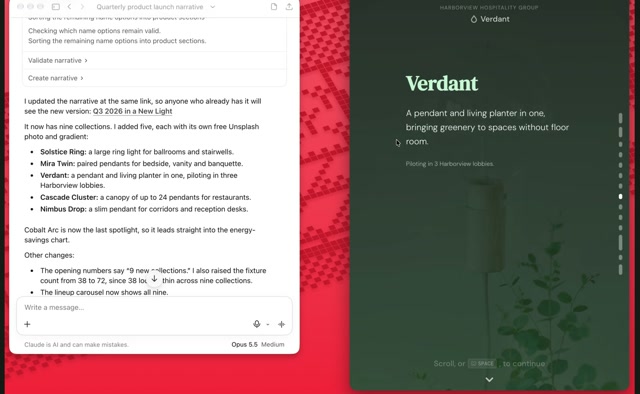 Quarterly product launch narrative
Sorting the remaining name options into product sections.
Checking which name options remain valid.
Sorting the remaining name options into product sections.
Validate narrative >
Create narrative >
I updated the narrative at the same link, so anyone who already has it will
see the new version: Q3 2026 in a New Light
It now has nine collections. I added five, each with its own free Unsplash
photo and gradient:
• Solstice Ring: a large ring light for ballrooms and stairwells.
• Mira Twin: paired pendants for bedside, vanity and banquette.
• Verdant: a pendant and living planter in one, piloting in three
Harborview lobbies.
• Cascade Cluster: a canopy of up to 24 pendants for restaurants.
• Nimbus Drop: a slim pendant for corridors and reception desks.
Cobalt Arc is now the last spotlight, so it leads straight into the energy-
savings chart.
Other changes:
• The opening numbers say "9 new collections." I also raised the fixture
count from 38 to 72, since 38 thin across nine collections.
• The lineup carousel now shows all nine.
Write a message...
Claude is AI and can make mistakes.
Opus 5.5 Medium
HARBORVIEW HOSPITALITY GROUP
Verdant
Verdant
A pendant and living planter in one,
bringing greenery to spaces without floor
room.
Piloting in 3 Harborview lobbies.
Scroll, or SPACE to continue